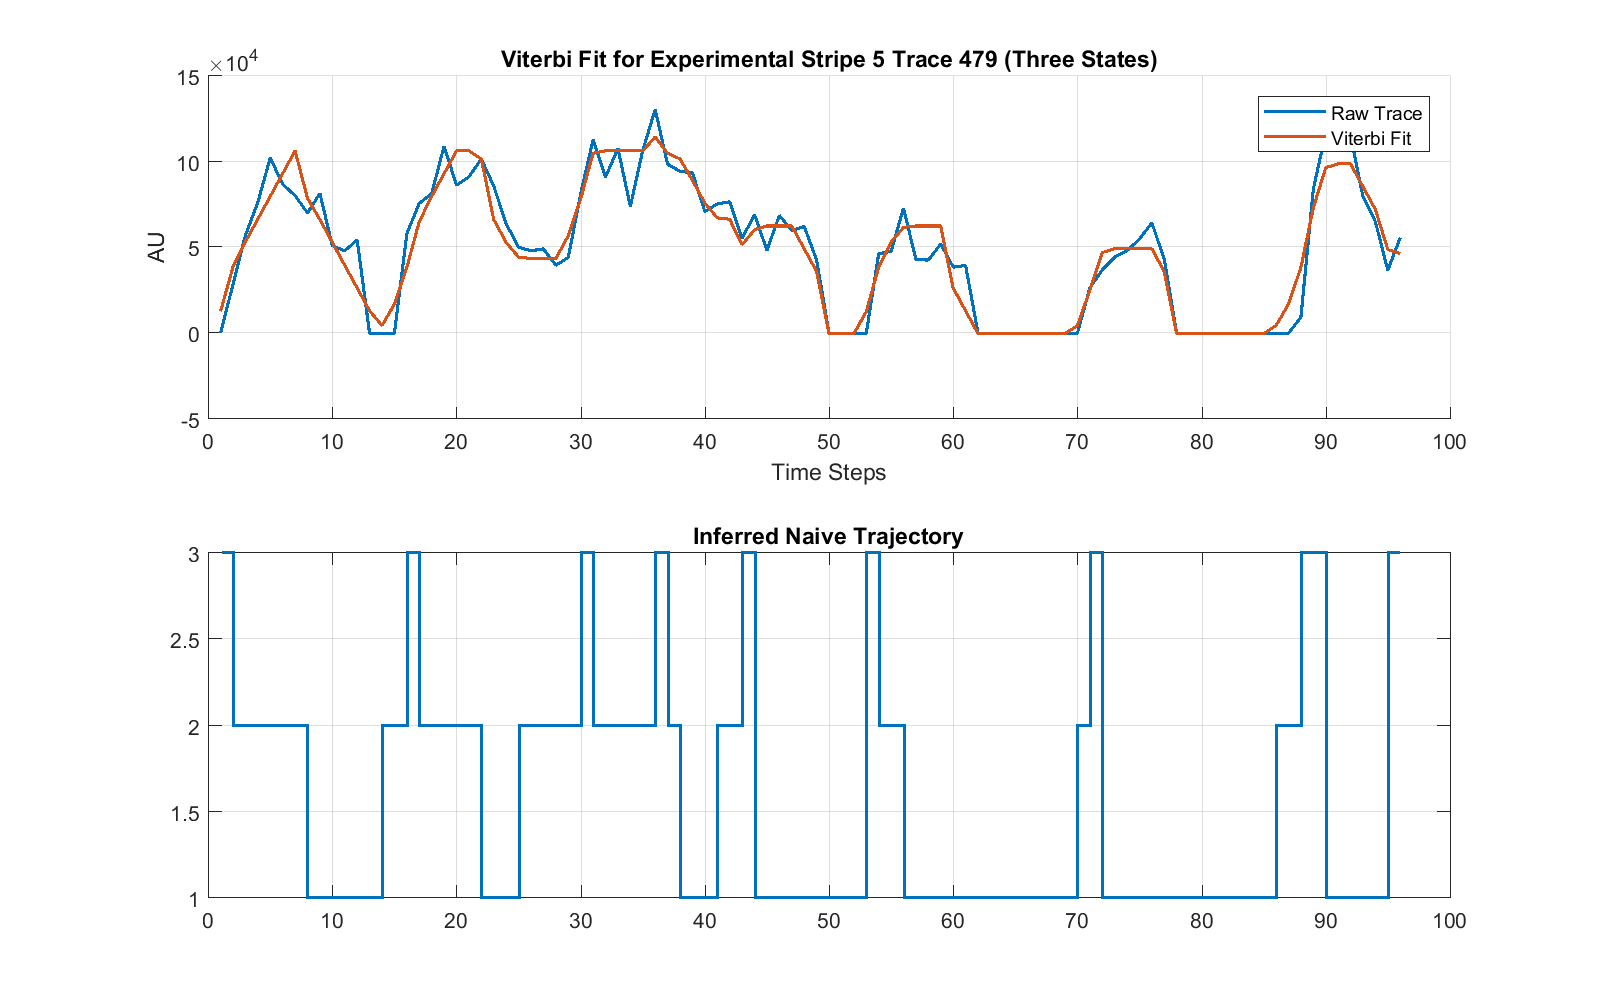 Viterbi Fit for Experimental Stripe 5 Trace 479 (Three States)
×10⁴
15
10
5
0
-5
AU
Raw Trace
Viterbi Fit
0 10 20 30 40 50 60 70 80 90 100
Time Steps
Inferred Naive Trajectory
3
2.5
2
1.5
1
0 10 20 30 40 50 60 70 80 90 100